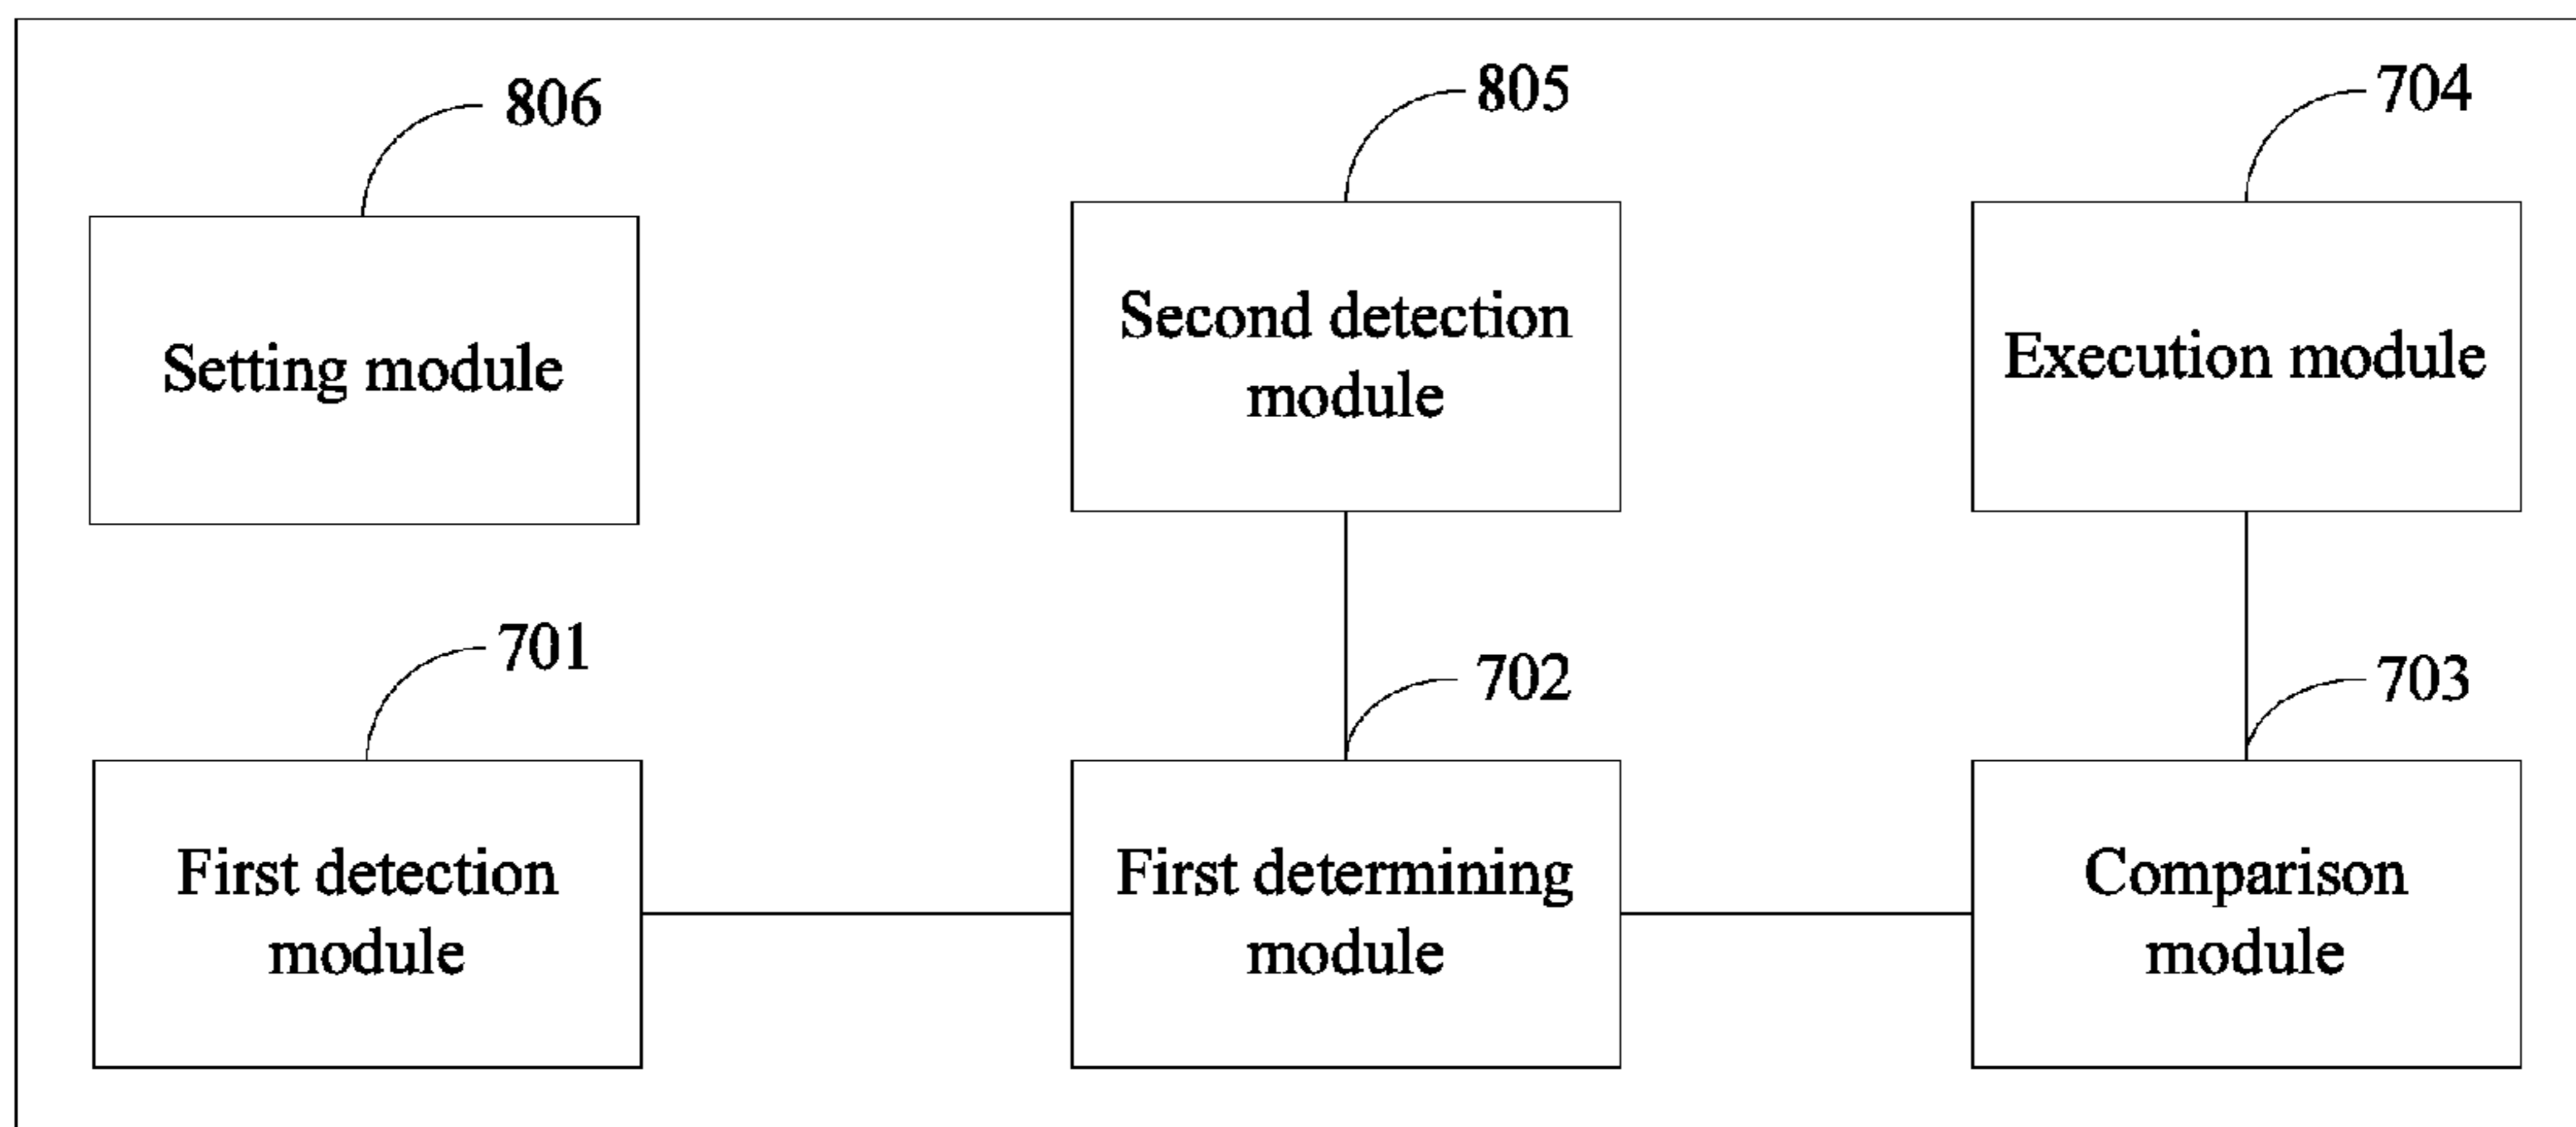 806
805
704
Setting module
Second detection
module
Execution module
701
702
703
First detection
module
First determining
module
Comparison
module